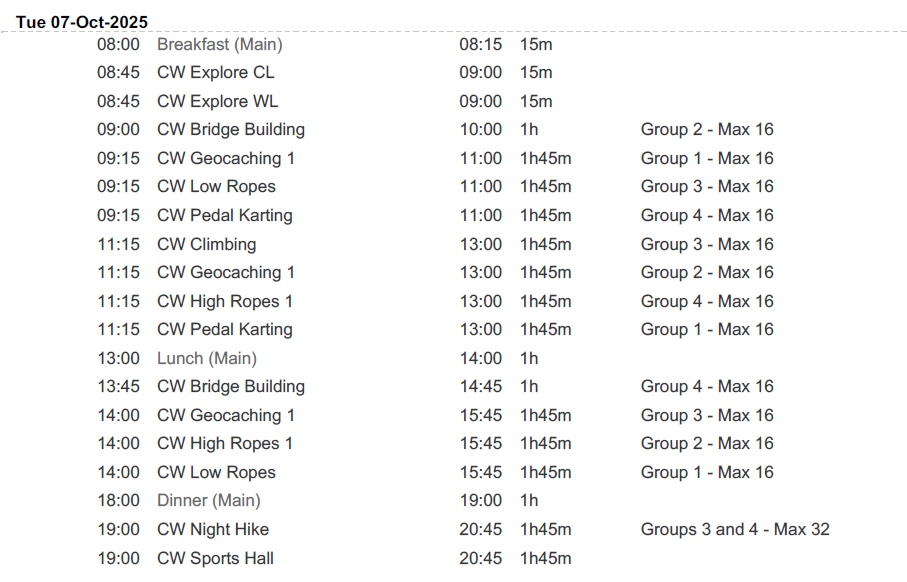 Tue 07-Oct-2025
08:00 Breakfast (Main) 08:15 15m
08:45 CW Explore CL 09:00 15m
08:45 CW Explore WL 09:00 15m
09:00 CW Bridge Building 10:00 1h Group 2 - Max 16
09:15 CW Geocaching 1 11:00 1h45m Group 1 - Max 16
09:15 CW Low Ropes 11:00 1h45m Group 3 - Max 16
09:15 CW Pedal Karting 11:00 1h45m Group 4 - Max 16
11:15 CW Climbing 13:00 1h45m Group 3 - Max 16
11:15 CW Geocaching 1 13:00 1h45m Group 2 - Max 16
11:15 CW High Ropes 1 13:00 1h45m Group 4 - Max 16
11:15 CW Pedal Karting 13:00 1h45m Group 1 - Max 16
13:00 Lunch (Main) 14:00 1h
13:45 CW Bridge Building 14:45 1h Group 4 - Max 16
14:00 CW Geocaching 1 15:45 1h45m Group 3 - Max 16
14:00 CW High Ropes 1 15:45 1h45m Group 2 - Max 16
14:00 CW Low Ropes 15:45 1h45m Group 1 - Max 16
18:00 Dinner (Main) 19:00 1h
19:00 CW Night Hike 20:45 1h45m Groups 3 and 4 - Max 32
19:00 CW Sports Hall 20:45 1h45m